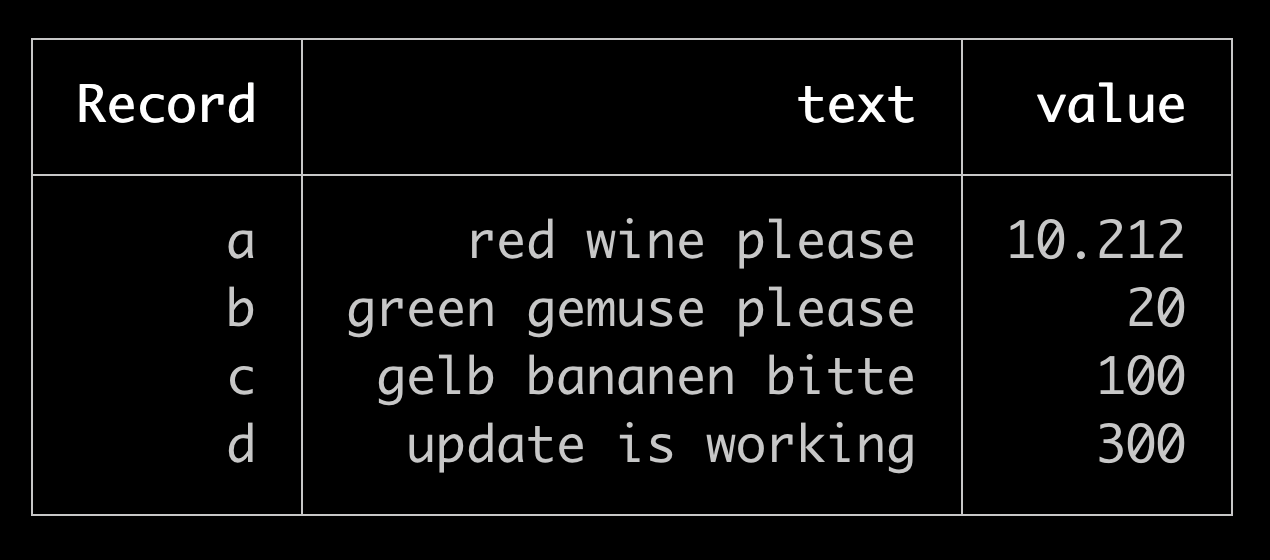 Record text value
a red wine please 10.212
b green gemuse please 20
c gelb bananen bitte 100
d update is working 300